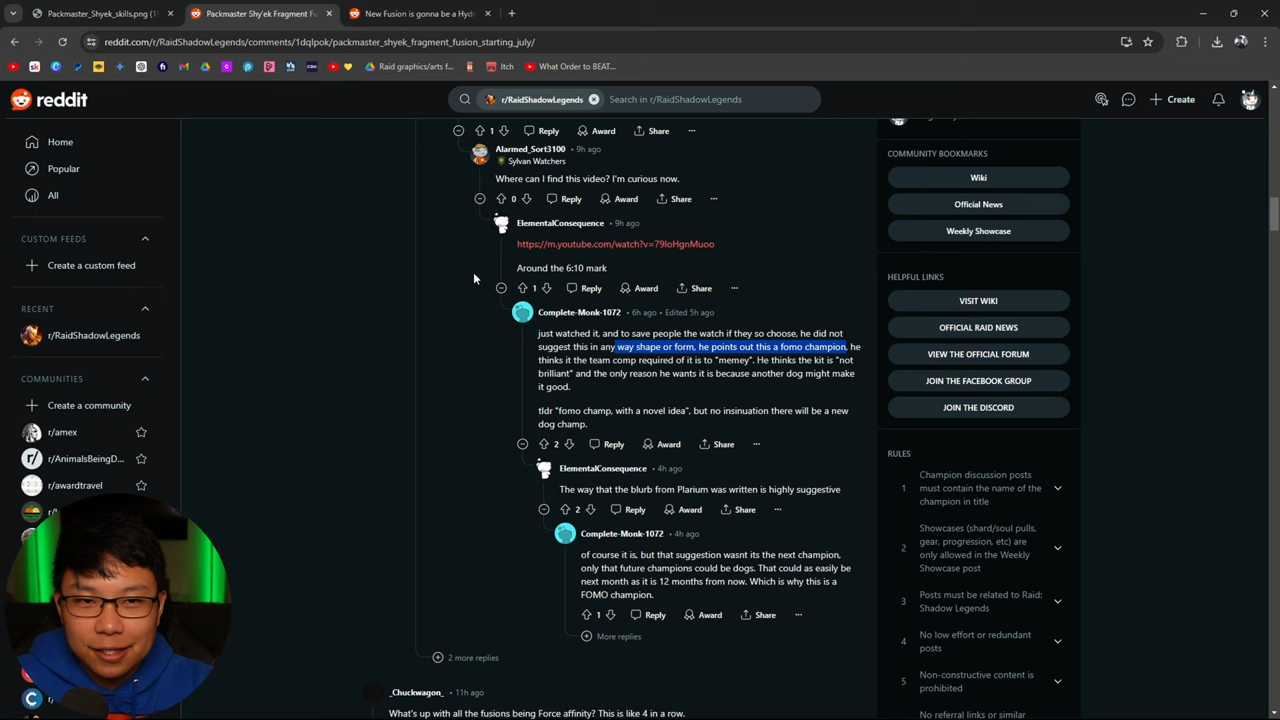 Packmaster_Shyek_skills.png (T
Packmaster Shy'ek Fragment Fu
New Fusion is gonna be a Hydr
reddit.com/r/RaidShadowLegends/comments/1dqlpok/packmaster_shyek_fragment_fusion_starting_july/
Raid graphics/arts f...
Itch
What Order to BEAT...
reddit
r/RaidShadowLegends
Search in r/RaidShadowLegends
Create
Home
Popular
All
CUSTOM FEEDS
Create a custom feed
RECENT
r/RaidShadowLegends
COMMUNITIES
Create a community
r/amex
r/AnimalsBeingD...
r/awardtravel
1 Reply Award Share
Alarmed_Sort3100 • 9h ago
Sylvan Watchers
Where can I find this video? I'm curious now.
0 Reply Award Share
ElementalConsequence • 9h ago
https://m.youtube.com/watch?v=79IoHgnMuoo
Around the 6:10 mark
1 Reply Award Share
Complete-Monk-1072 • 6h ago • Edited 5h ago
just watched it, and to save people the watch if they so choose, he did not
suggest this in any way shape or form, he points out this a fomo champion, he
thinks it the team comp required of it is to "memey". He thinks the kit is "not
brilliant" and the only reason he wants it is because another dog might make
it good.
tldr "fomo champ, with a novel idea", but no insinuation there will be a new
dog champ.
2 Reply Award Share
ElementalConsequence • 4h ago
The way that the blurb from Plarium was written is highly suggestive
2 Reply Award Share
Complete-Monk-1072 • 4h ago
of course it is, but that suggestion wasnt its the next champion,
only that future champions could be dogs. That could as easily be
next month as it is 12 months from now. Which is why this is a
FOMO champion.
1 Reply Award Share
More replies
2 more replies
_Chuckwagon_ • 11h ago
What's up with all the fusions being Force affinity? This is like 4 in a row.
COMMUNITY BOOKMARKS
Wiki
Official News
Weekly Showcase
HELPFUL LINKS
VISIT WIKI
OFFICIAL RAID NEWS
VIEW THE OFFICIAL FORUM
JOIN THE FACEBOOK GROUP
JOIN THE DISCORD
RULES
1 Champion discussion posts
must contain the name of the
champion in title
2 Showcases (shard/soul pulls,
gear, progression, etc) are
only allowed in the Weekly
Showcase post
3 Posts must be related to Raid:
Shadow Legends
4 No low effort or redundant
posts
5 Non-constructive content is
prohibited
No referral links or similar